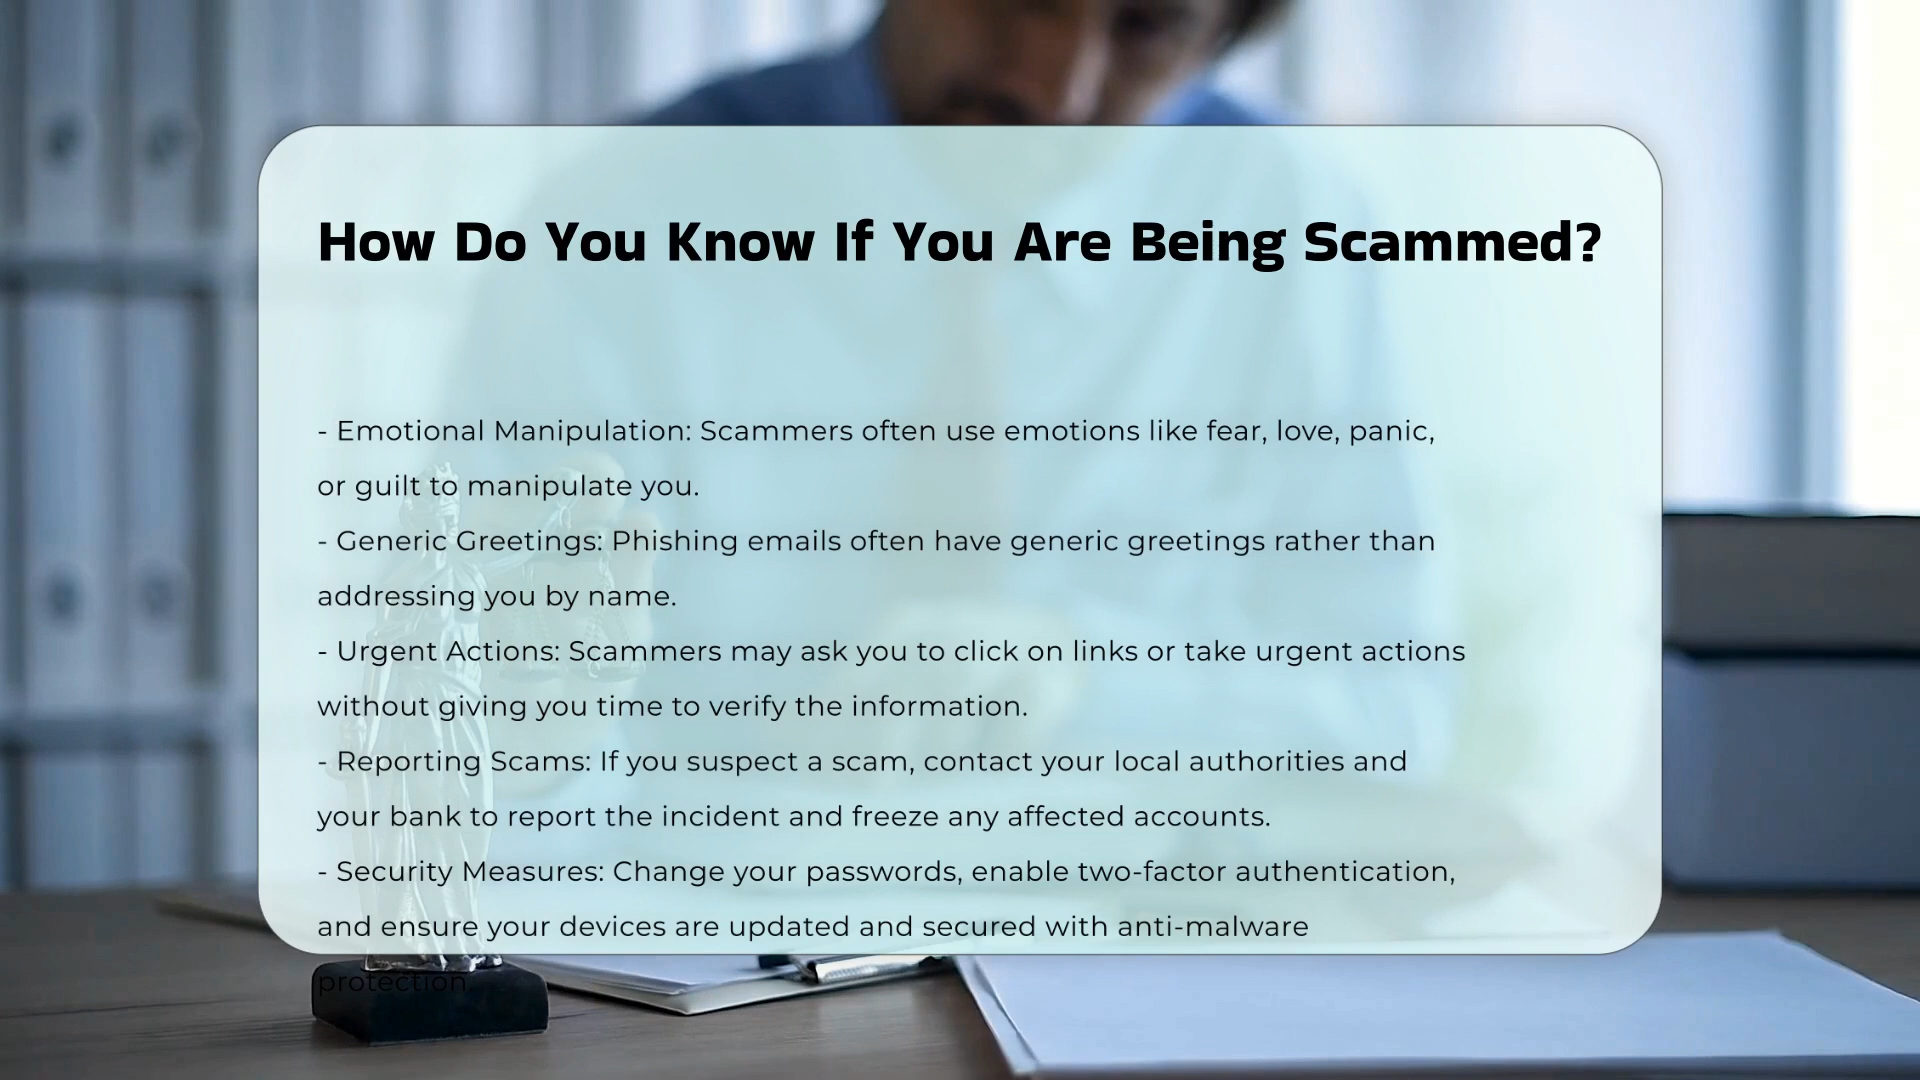 How Do You Know If You Are Being Scammed?
- Emotional Manipulation: Scammers often use emotions like fear, love, panic,
or guilt to manipulate you.
- Generic Greetings: Phishing emails often have generic greetings rather than
addressing you by name.
- Urgent Actions: Scammers may ask you to click on links or take urgent actions
without giving you time to verify the information.
- Reporting Scams: If you suspect a scam, contact your local authorities and
your bank to report the incident and freeze any affected accounts.
- Security Measures: Change your passwords, enable two-factor authentication,
and ensure your devices are updated and secured with anti-malware
protection.